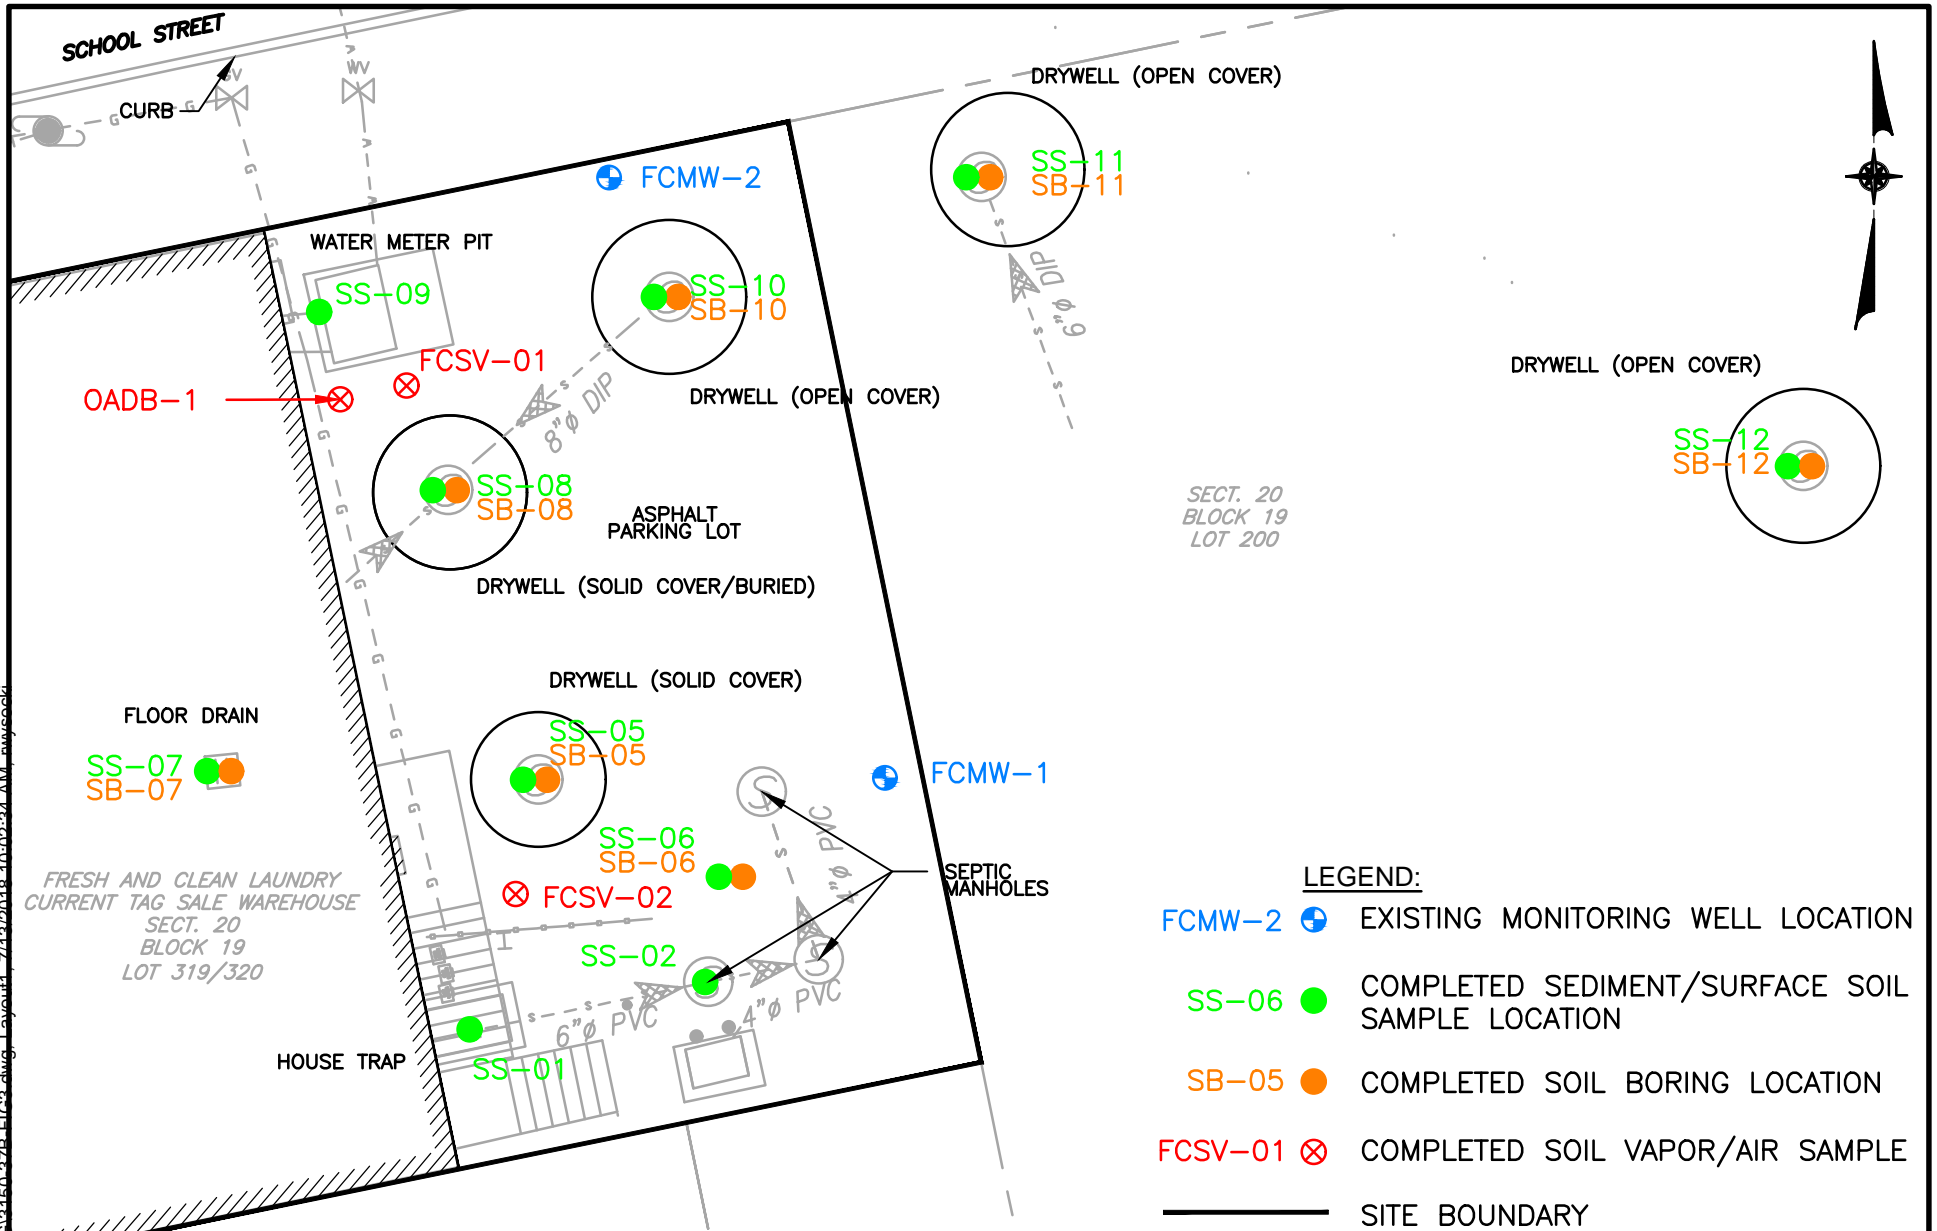 SCHOOL STREET
CURB
GV
WV
G
G
A
A
A
G
G
DRYWELL (OPEN COVER)
SS-11
SB-11
FCMW-2
WATER METER PIT
SS-09
SS-10
SB-10
6"ø DIP
S
S
S
FCSV-01
OADB-1
DRYWELL (OPEN COVER)
8"ø DIP
S
S
S
DRYWELL (OPEN COVER)
SS-12
SB-12
SS-08
SB-08
S
ASPHALT
PARKING LOT
SECT. 20
BLOCK 19
LOT 200
DRYWELL (SOLID COVER/BURIED)
G
G
G
G
G
G
G
G
G
DRYWELL (SOLID COVER)
FLOOR DRAIN
SS-05
SB-05
SS-07
SB-07
FCMW-1
SS-06
SB-06
4"ø PVC
S
SEPTIC
MANHOLES
FRESH AND CLEAN LAUNDRY
CURRENT TAG SALE WAREHOUSE
SECT. 20
BLOCK 19
LOT 319/320
FCSV-02
SS-02
6"ø PVC
S
S
4"ø PVC
S
HOUSE TRAP
SS-01
LEGEND:
FCMW-2 EXISTING MONITORING WELL LOCATION
SS-06 COMPLETED SEDIMENT/SURFACE SOIL
SAMPLE LOCATION
SB-05 COMPLETED SOIL BORING LOCATION
FCSV-01 COMPLETED SOIL VAPOR/AIR SAMPLE
SITE BOUNDARY